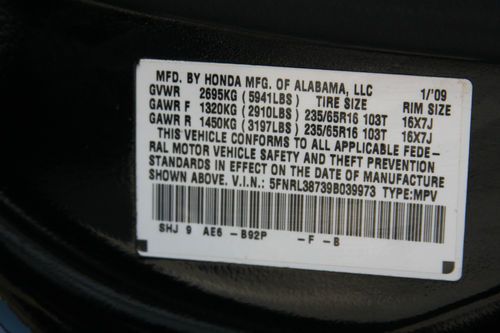 MFD. BY HONDA MFG. OF ALABAMA, LLC 1/'09
GVWR 2695KG (5941LBS) TIRE SIZE RIM SIZE
GAWR F 1320KG (2910LBS) 235/65R16 103T 16X7J
GAWR R 1450KG (3197LBS) 235/65R16 103T 16X7J
THIS VEHICLE CONFORMS TO ALL APPLICABLE FEDE-
RAL MOTOR VEHICLE SAFETY AND THEFT PREVENTION
STANDARDS IN EFFECT ON THE DATE OF MANUFACTURE
SHOWN ABOVE. V.I.N.: 5FNRL38739B039973 TYPE:MPV
SHJ 9 AE6 -B92P -F -B